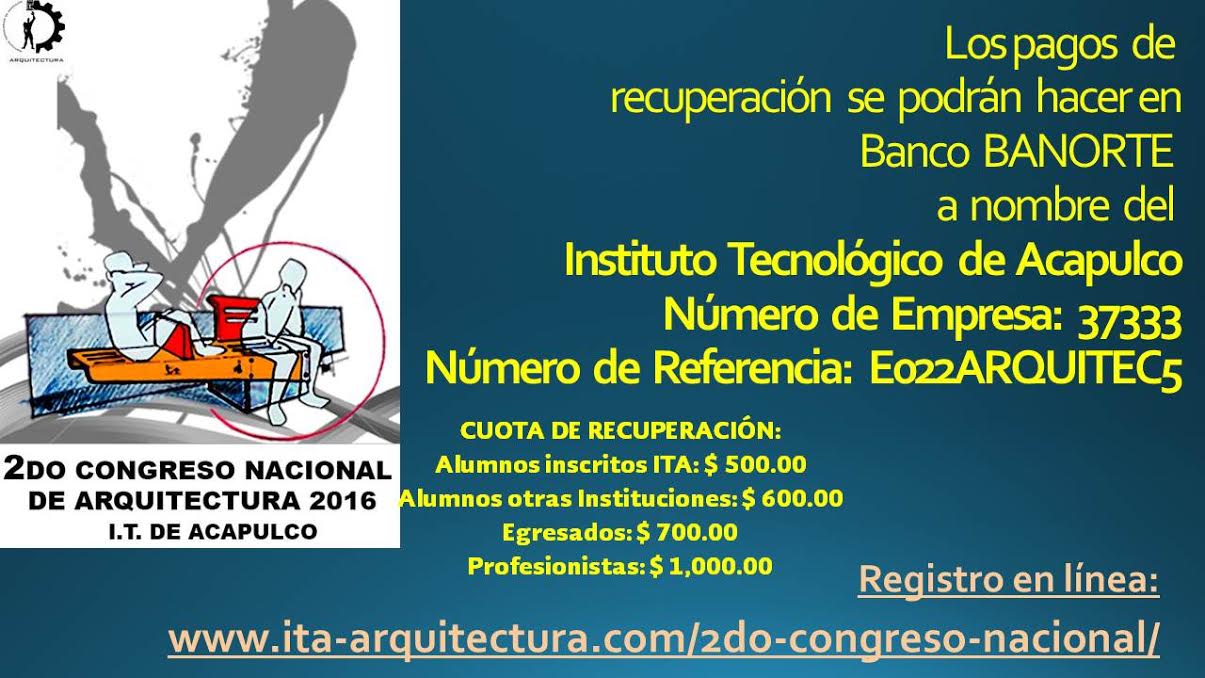 ARQUITECTURA
2DO CONGRESO NACIONAL
DE ARQUITECTURA 2016
I.T. DE ACAPULCO
Los pagos de
recuperación se podrán hacer en
Banco BANORTE
a nombre del
Instituto Tecnológico de Acapulco
Número de Empresa: 37333
Número de Referencia: E022ARQUITEC5
CUOTA DE RECUPERACIÓN:
Alumnos inscritos ITA: $ 500.00
Alumnos otras Instituciones: $ 600.00
Egresados: $ 700.00
Profesionistas: $ 1,000.00
Registro en línea:
www.ita-arquitectura.com/2do-congreso-nacional/